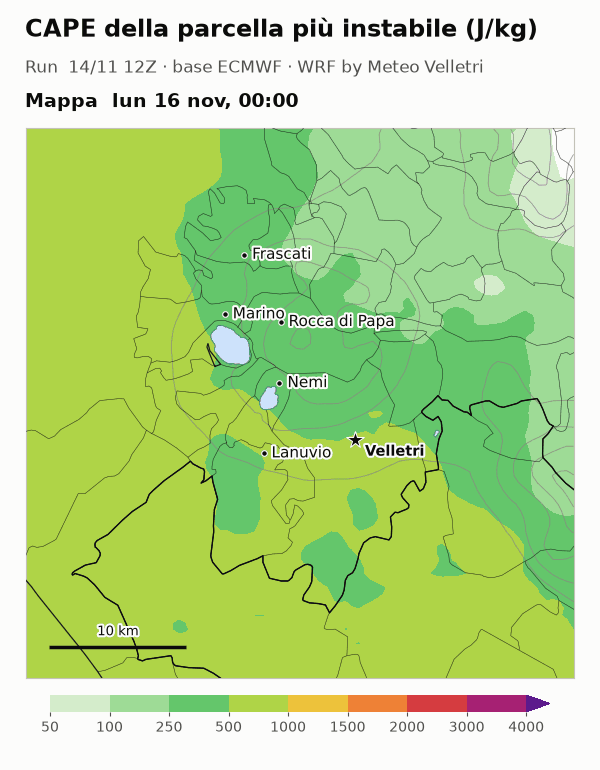 CAPE della parcella più instabile (J/kg)
Run 14/11 12Z · base ECMWF · WRF by Meteo Velletri
Mappa lun 16 nov, 00:00
Frascati
Marino
Rocca di Papa
Nemi
Velletri
Lanuvio
10 km
50 100 250 500 1000 1500 2000 3000 4000